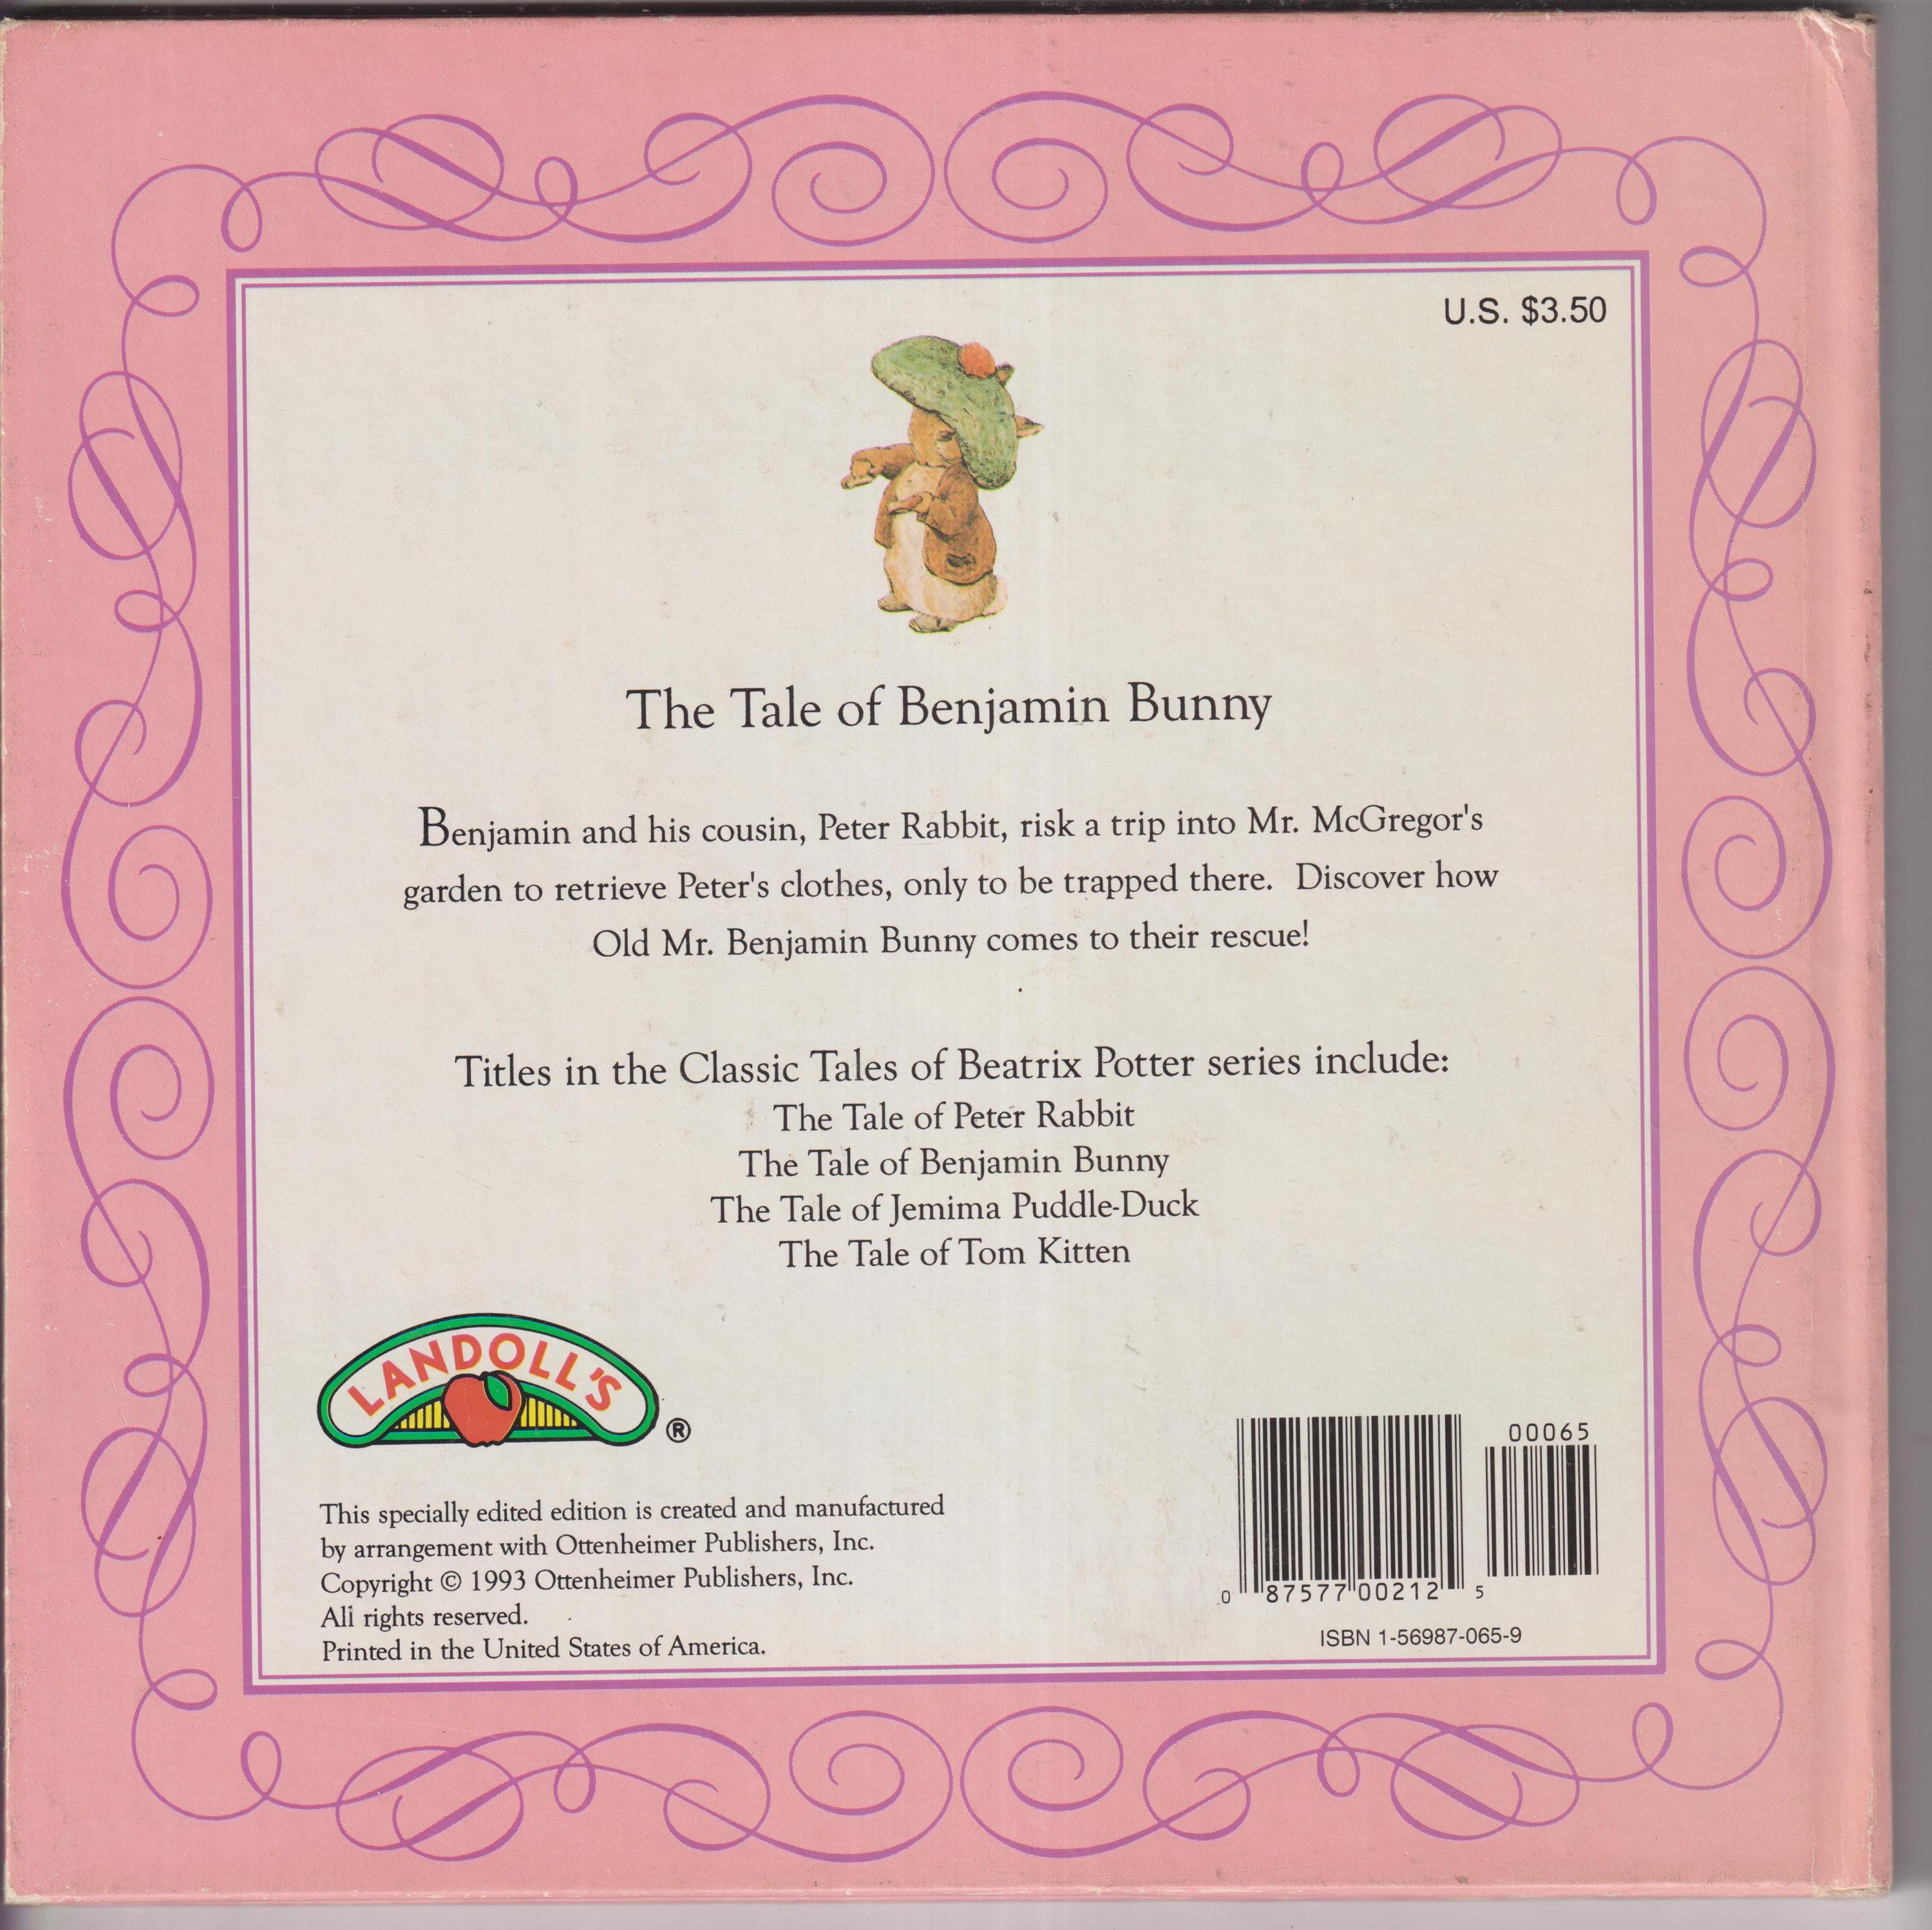 U.S. $3.50
The Tale of Benjamin Bunny
Benjamin and his cousin, Peter Rabbit, risk a trip into Mr. McGregor's
garden to retrieve Peter's clothes, only to be trapped there.  Discover how
Old Mr. Benjamin Bunny comes to their rescue!
Titles in the Classic Tales of Beatrix Potter series include:
The Tale of Peter Rabbit
The Tale of Benjamin Bunny
The Tale of Jemima Puddle-Duck
The Tale of Tom Kitten
LANDOLL'S
®
This specially edited edition is created and manufactured
by arrangement with Ottenheimer Publishers, Inc.
Copyright © 1993 Ottenheimer Publishers, Inc.
All rights reserved.
Printed in the United States of America.
00065
0 87577 00212 5
ISBN 1-56987-065-9